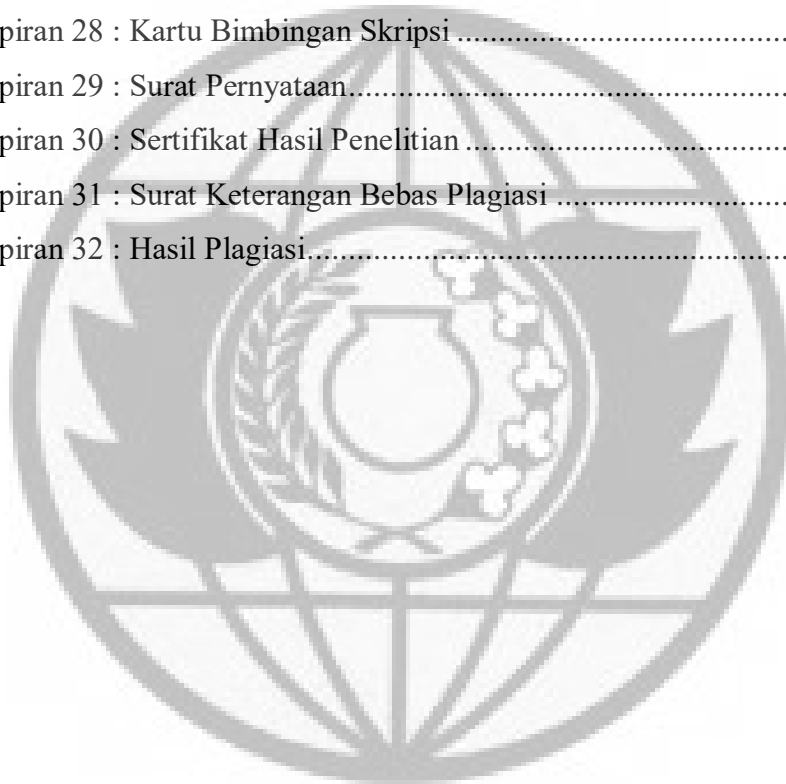 piran 28 : Kartu Bimbingan Skripsi ........................................
piran 29 : Surat Pernyataan.....................................................
piran 30 : Sertifikat Hasil Penelitian .......................................
piran 31 : Surat Keterangan Bebas Plagiasi ............................
piran 32 : Hasil Plagiasi..........................................................